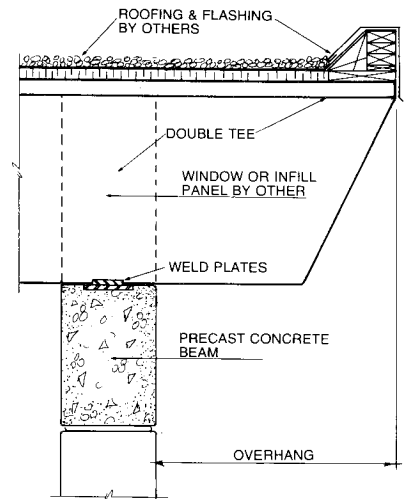 ROOFING & FLASHING
BY OTHERS
DOUBLE TEE
WINDOW OR INFILL
PANEL BY OTHER
WELD PLATES
PRECAST CONCRETE
BEAM
OVERHANG